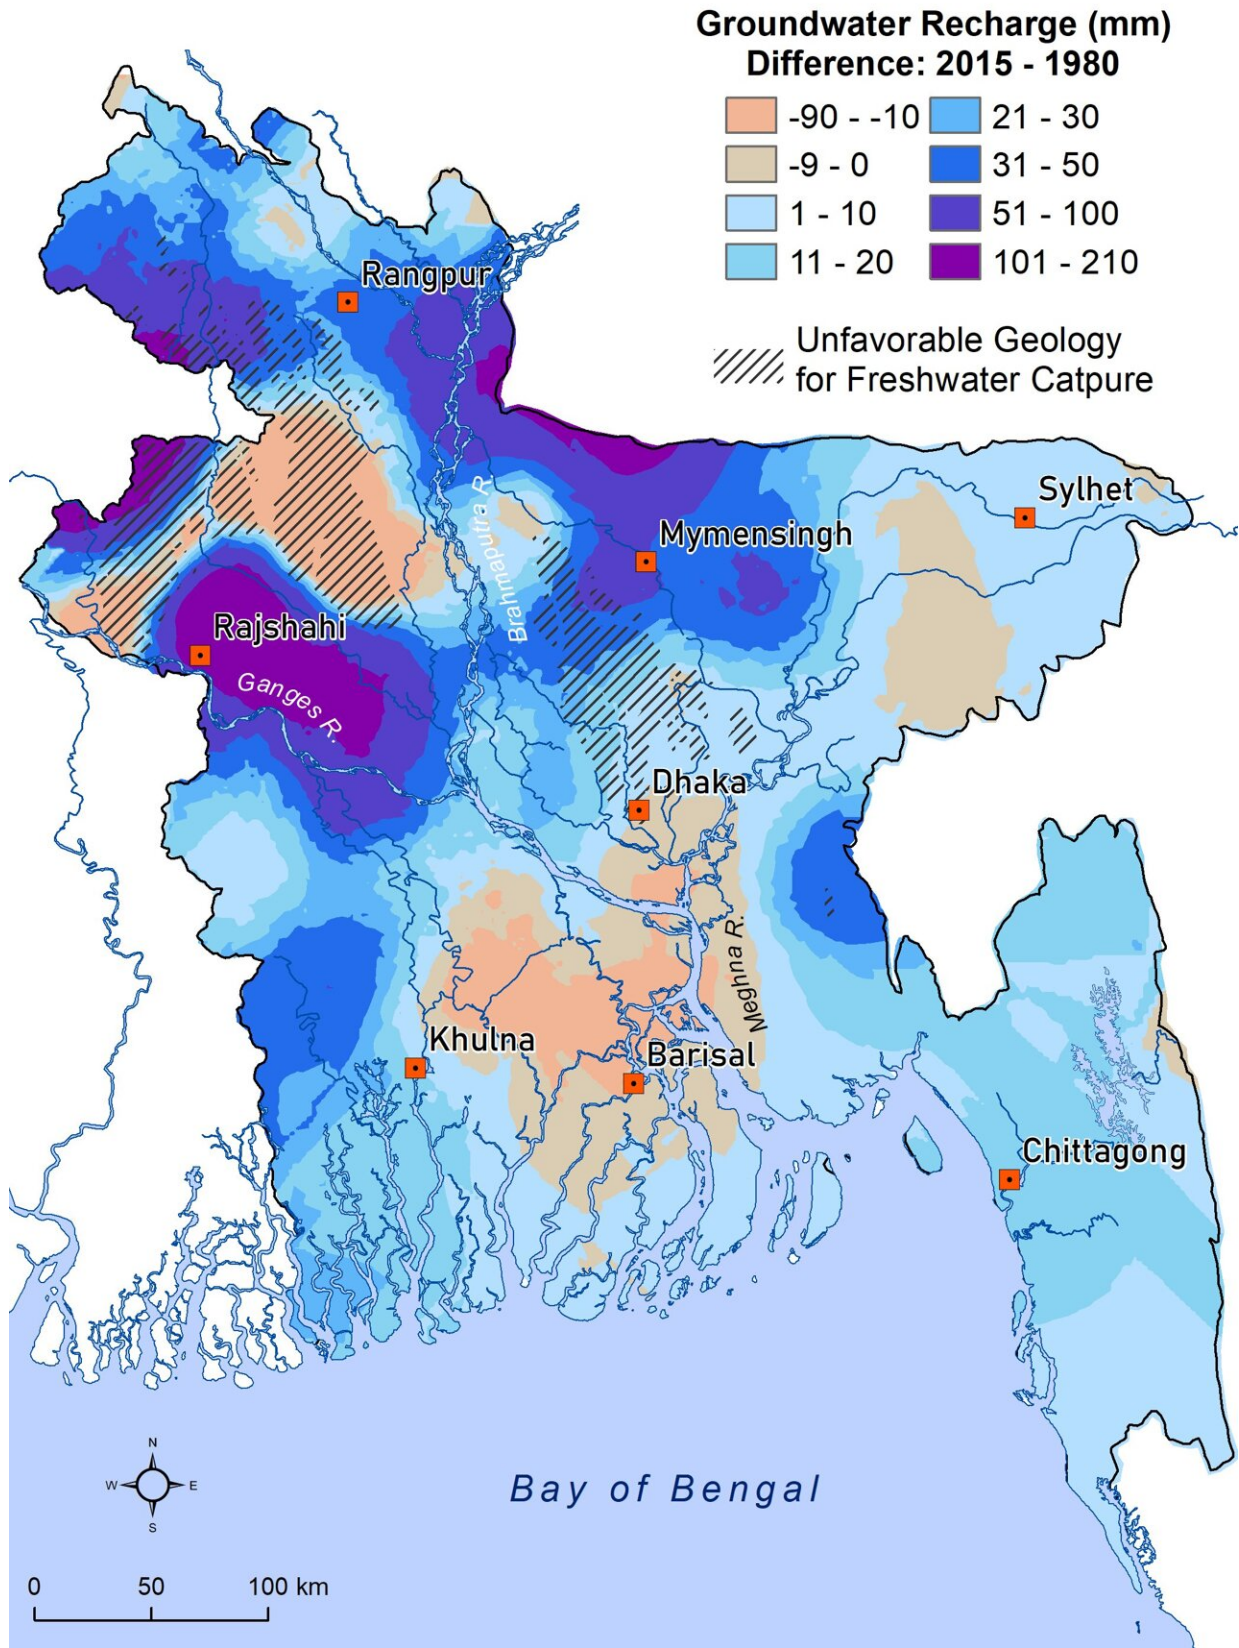 Groundwater Recharge (mm)
Difference: 2015 - 1980
-90 - -10
21 - 30
-9 - 0
31 - 50
1 - 10
51 - 100
11 - 20
101 - 210
Unfavorable Geology
for Freshwater Catpure
Rangpur
Sylhet
Brahmaputra R.
Mymensingh
Rajshahi
Ganges R.
Dhaka
Meghna R.
Khulna
Barisal
Chittagong
N
W
E
S
Bay of Bengal
0
50
100 km